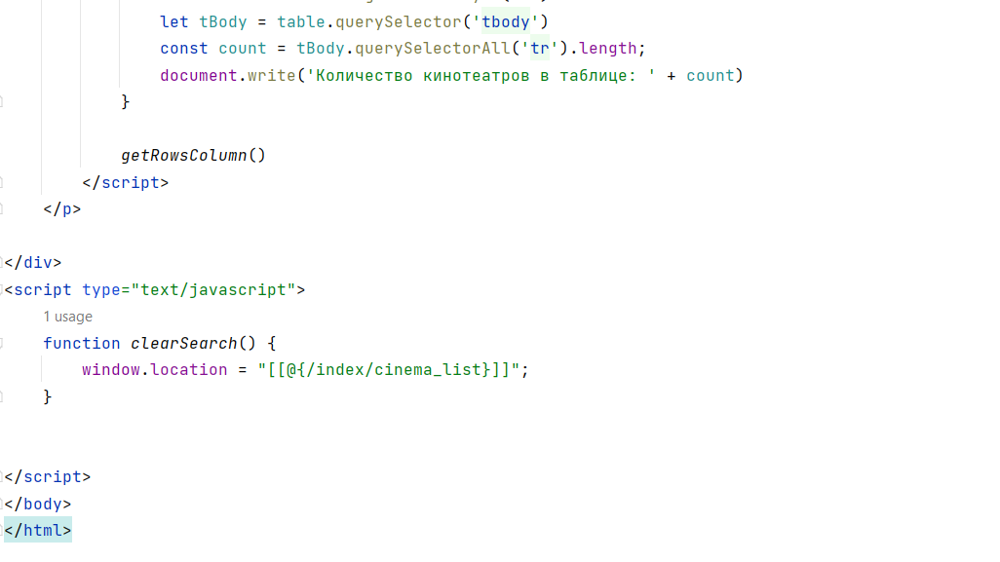 let tBody = table.querySelector('tbody')
const count = tBody.querySelectorAll('tr').length;
document.write('Количество кинотеатров в таблице: ' + count)
}
getRowsColumn()
</script>
</p>
</div>
<script type="text/javascript">
1 usage
function clearSearch() {
window.location = "[[@{/index/cinema_list}]]";
}
</script>
</body>
</html>